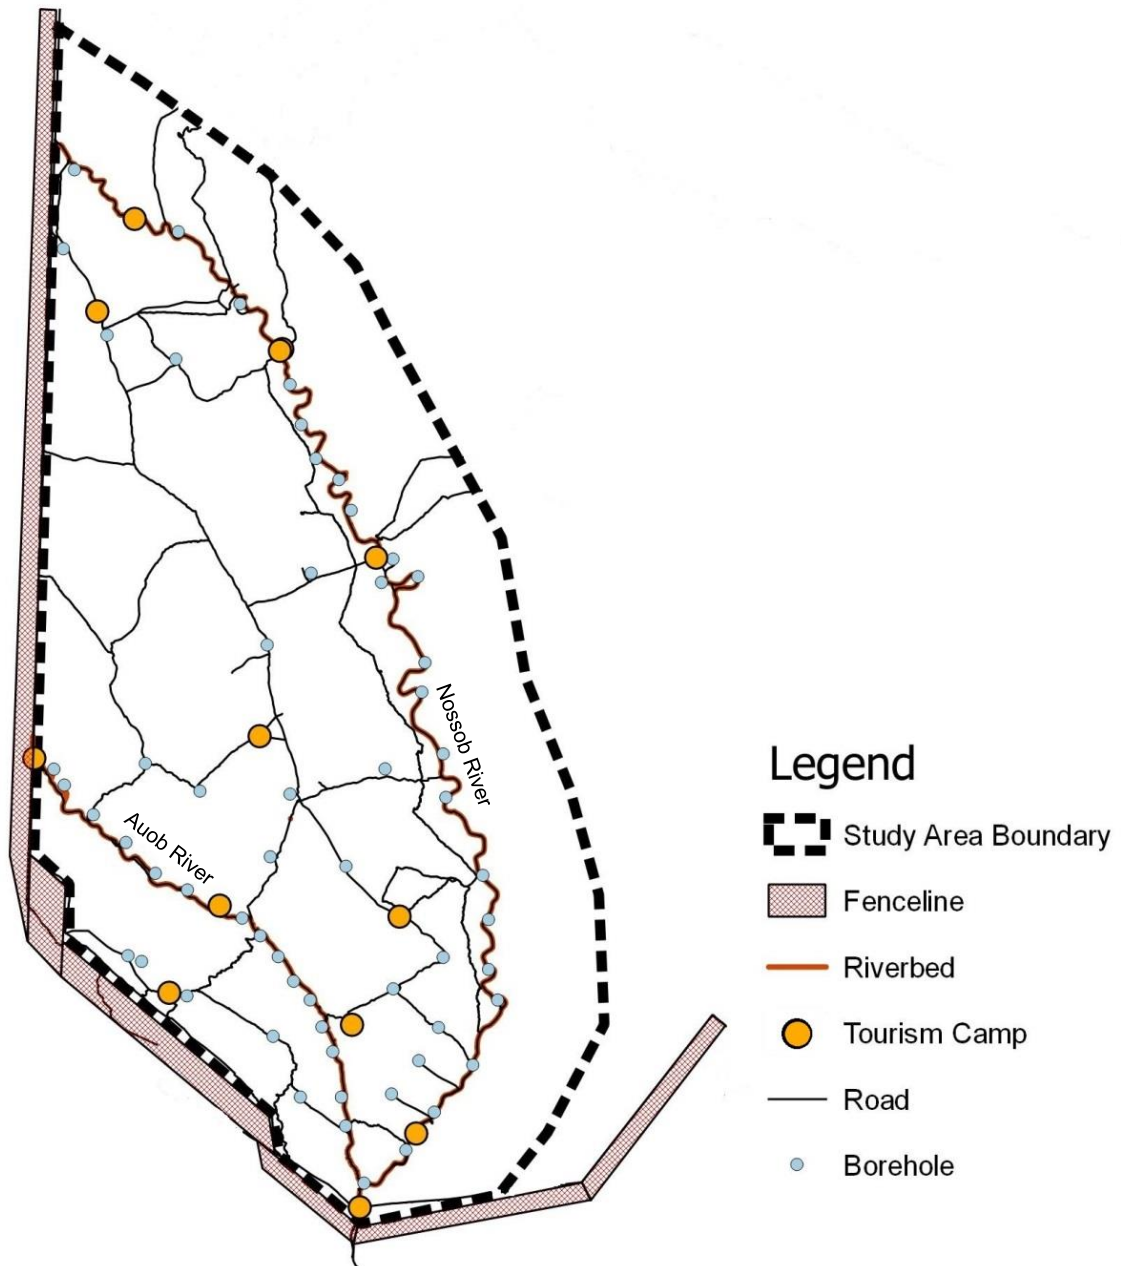 Nossob River
Auob River
Legend
Study Area Boundary
Fenceline
Riverbed
Tourism Camp
Road
Borehole